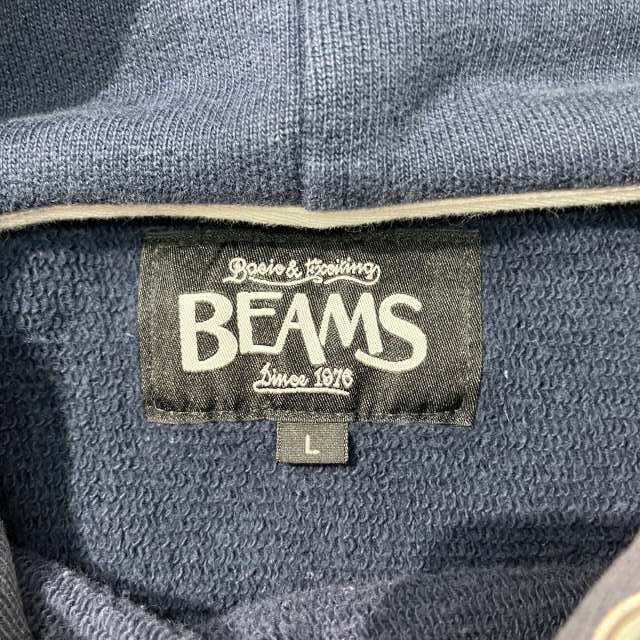 Basic & Exciting
BEAMS
Since 1976
L